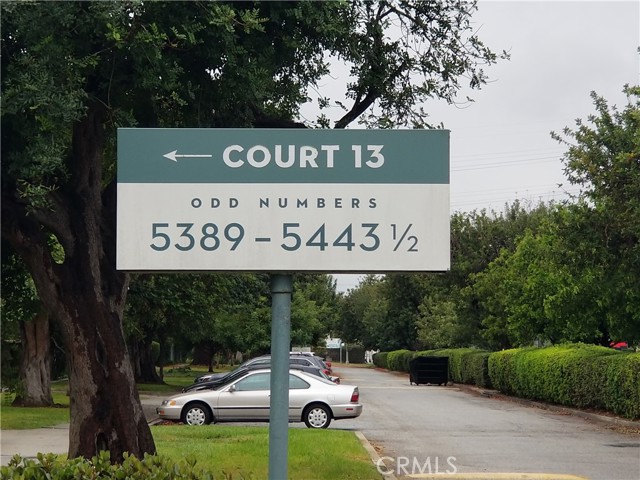 ← COURT 13
ODD NUMBERS
5389 – 5443 ½
CRMLS